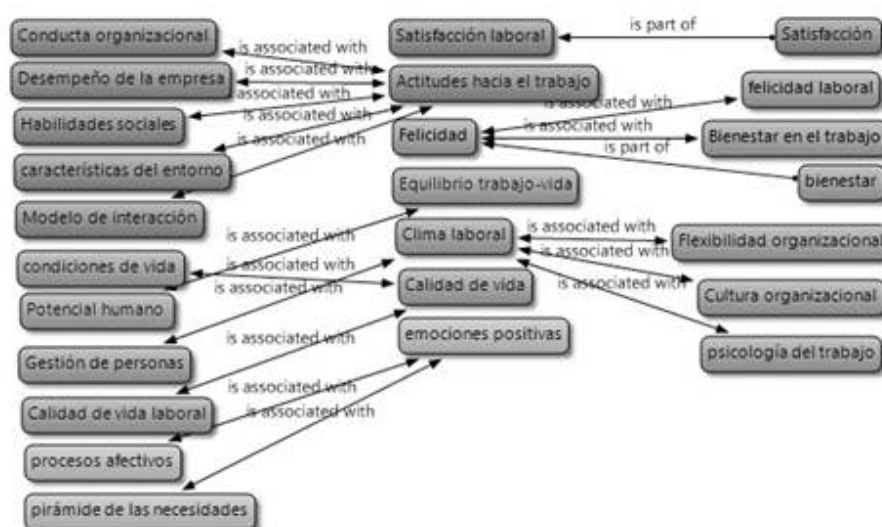 Conducta organizacional
Desempeño de la empresa
Habilidades sociales
características del entorno
Modelo de interacción
condiciones de vida
Potencial humano
Gestión de personas
Calidad de vida laboral
procesos afectivos
pirámide de las necesidades
is associated with
is associated with
associated with
is associated with
is associated with
is associated with
is associated with
is associated with
is associated with
is associated with
is associated with
Satisfacción laboral
Actitudes hacia el trabajo
Felicidad
Equilibrio trabajo-vida
Clima laboral
Calidad de vida
emociones positivas
is part of
is associated with
is associated with
is part of
is associated with
is associated with
is associated with
Satisfacción
felicidad laboral
Bienestar en el trabajo
bienestar
Flexibilidad organizacional
Cultura organizacional
psicología del trabajo